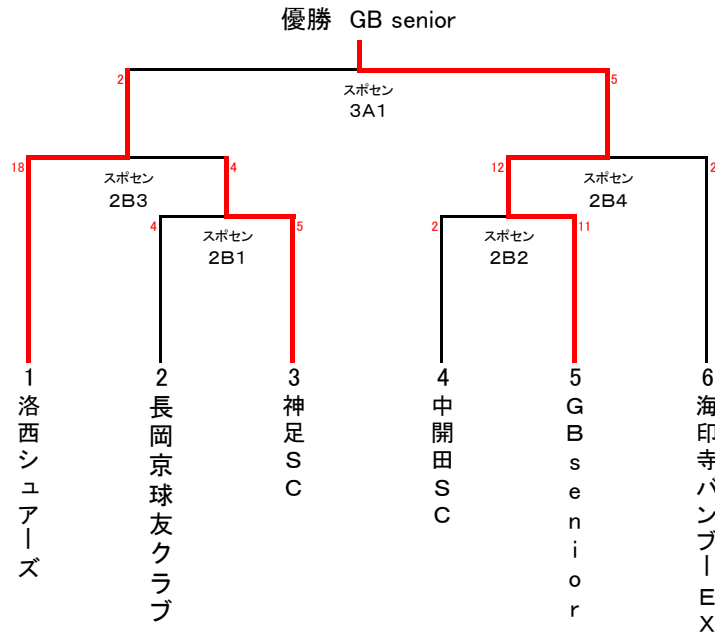 優勝 GB senior
2
5
スポセン
3A1
18
4
12
2
スポセン
2B3
スポセン
2B4
4
5
2
11
スポセン
2B1
スポセン
2B2
1
洛西シュアーズ
2
長岡京球友クラブ
3
神足SC
4
中開田SC
5
GBsenior
6
海印寺バンブーEX